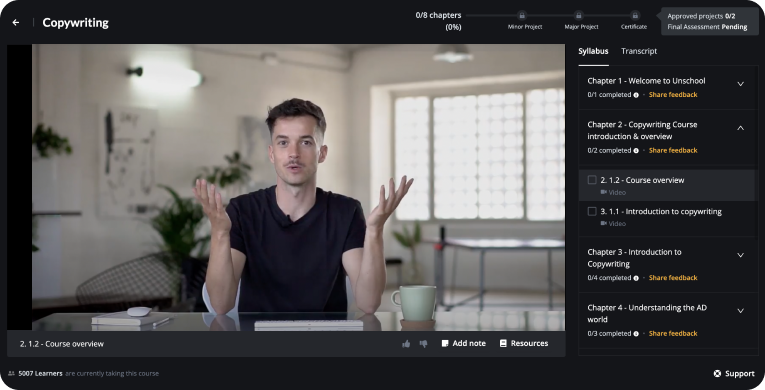 Copywriting
0/8 chapters
(0%)
Minor Project
Major Project
Certificate
Approved projects 0/2
Final Assessment Pending
Syllabus
Transcript
Chapter 1 - Welcome to Unschool
0/1 completed
Share feedback
Chapter 2 - Copywriting Course
introduction & overview
0/2 completed
Share feedback
2. 1.2 - Course overview
Video
3. 1.1 - Introduction to copywriting
Video
Chapter 3 - Introduction to
Copywriting
0/4 completed
Share feedback
Chapter 4 - Understanding the AD
world
0/3 completed
Share feedback
2. 1.2 - Course overview
Add note
Resources
5007 Learners are currently taking this course
Support